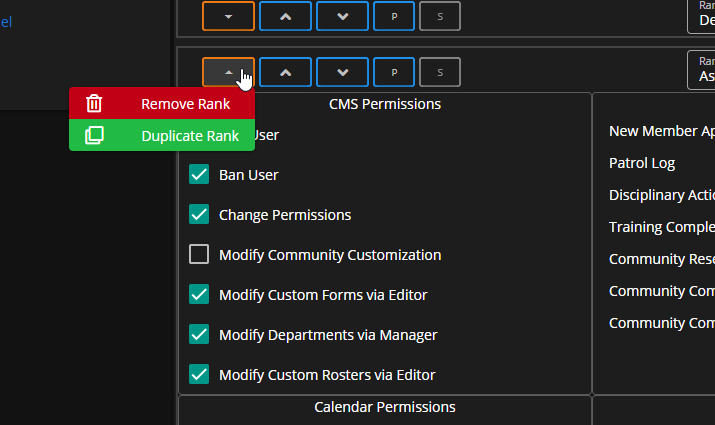 el
P
S
Ran
De
P
S
Ran
As
Remove Rank
Duplicate Rank
CMS Permissions
User
Ban User
Change Permissions
Modify Community Customization
Modify Custom Forms via Editor
Modify Departments via Manager
Modify Custom Rosters via Editor
New Member Ap
Patrol Log
Disciplinary Actio
Training Comple
Community Rese
Community Com
Community Com
Calendar Permissions